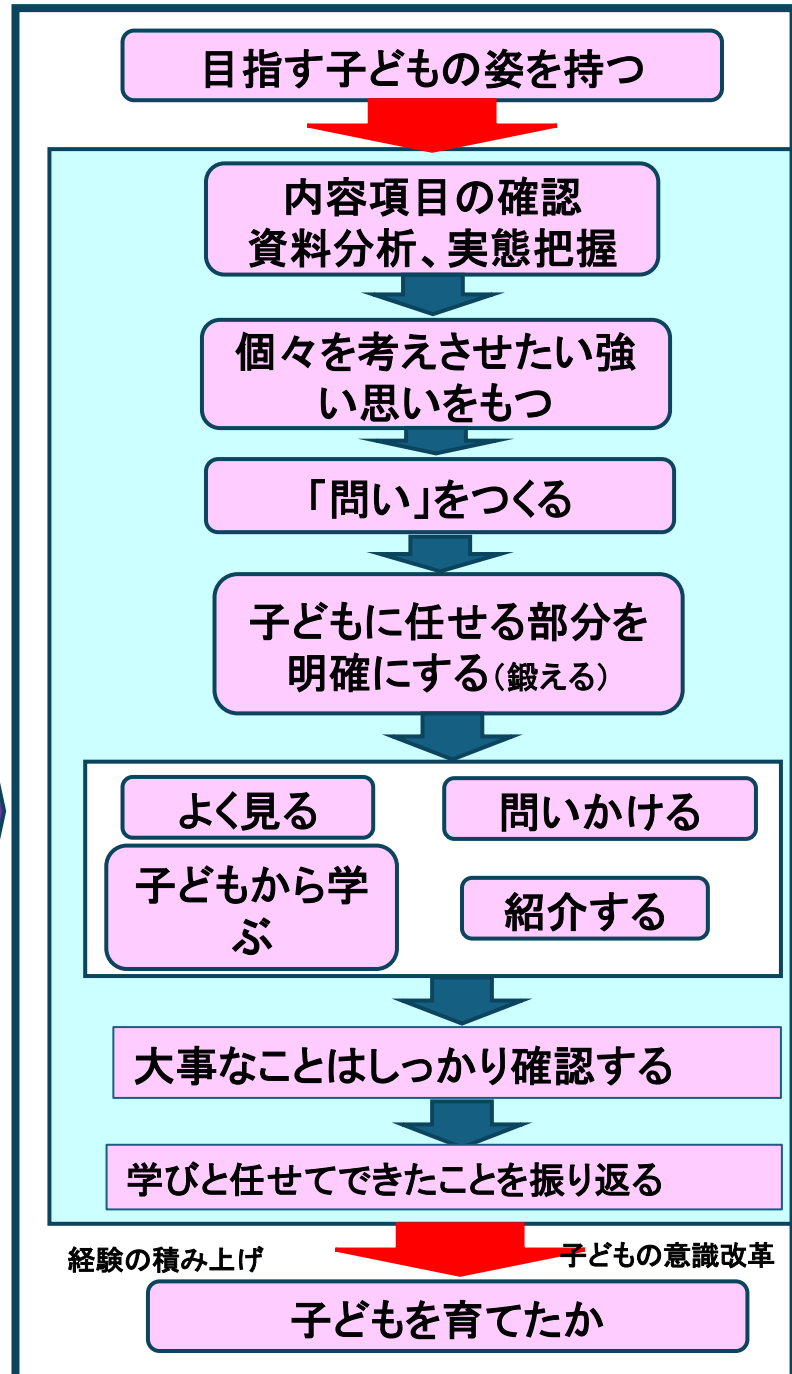 目指す子どもの姿を持つ
内容項目の確認
資料分析、実態把握
個々を考えさせたい強
い思いをもつ
「問い」をつくる
子どもに任せる部分を
明確にする(鍛える)
よく見る
問いかける
子どもから学
ぶ
紹介する
大事なことはしっかり確認する
学びと任せてできたことを振り返る
経験の積み上げ
子どもの意識改革
子どもを育てたか